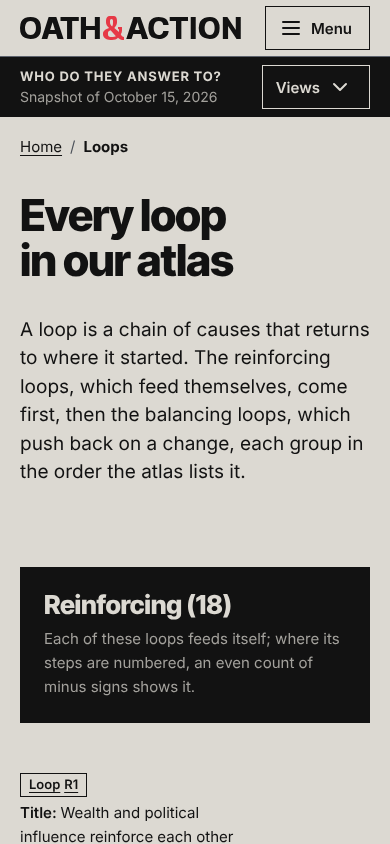 OATH&ACTION
Menu
WHO DO THEY ANSWER TO?
Snapshot of October 15, 2026
Views
Home / Loops
Every loop
in our atlas
A loop is a chain of causes that returns
to where it started. The reinforcing
loops, which feed themselves, come
first, then the balancing loops, which
push back on a change, each group in
the order the atlas lists it.
Reinforcing (18)
Each of these loops feeds itself; where its
steps are numbered, an even count of
minus signs shows it.
Loop R1
Title: Wealth and political
influence reinforce each other